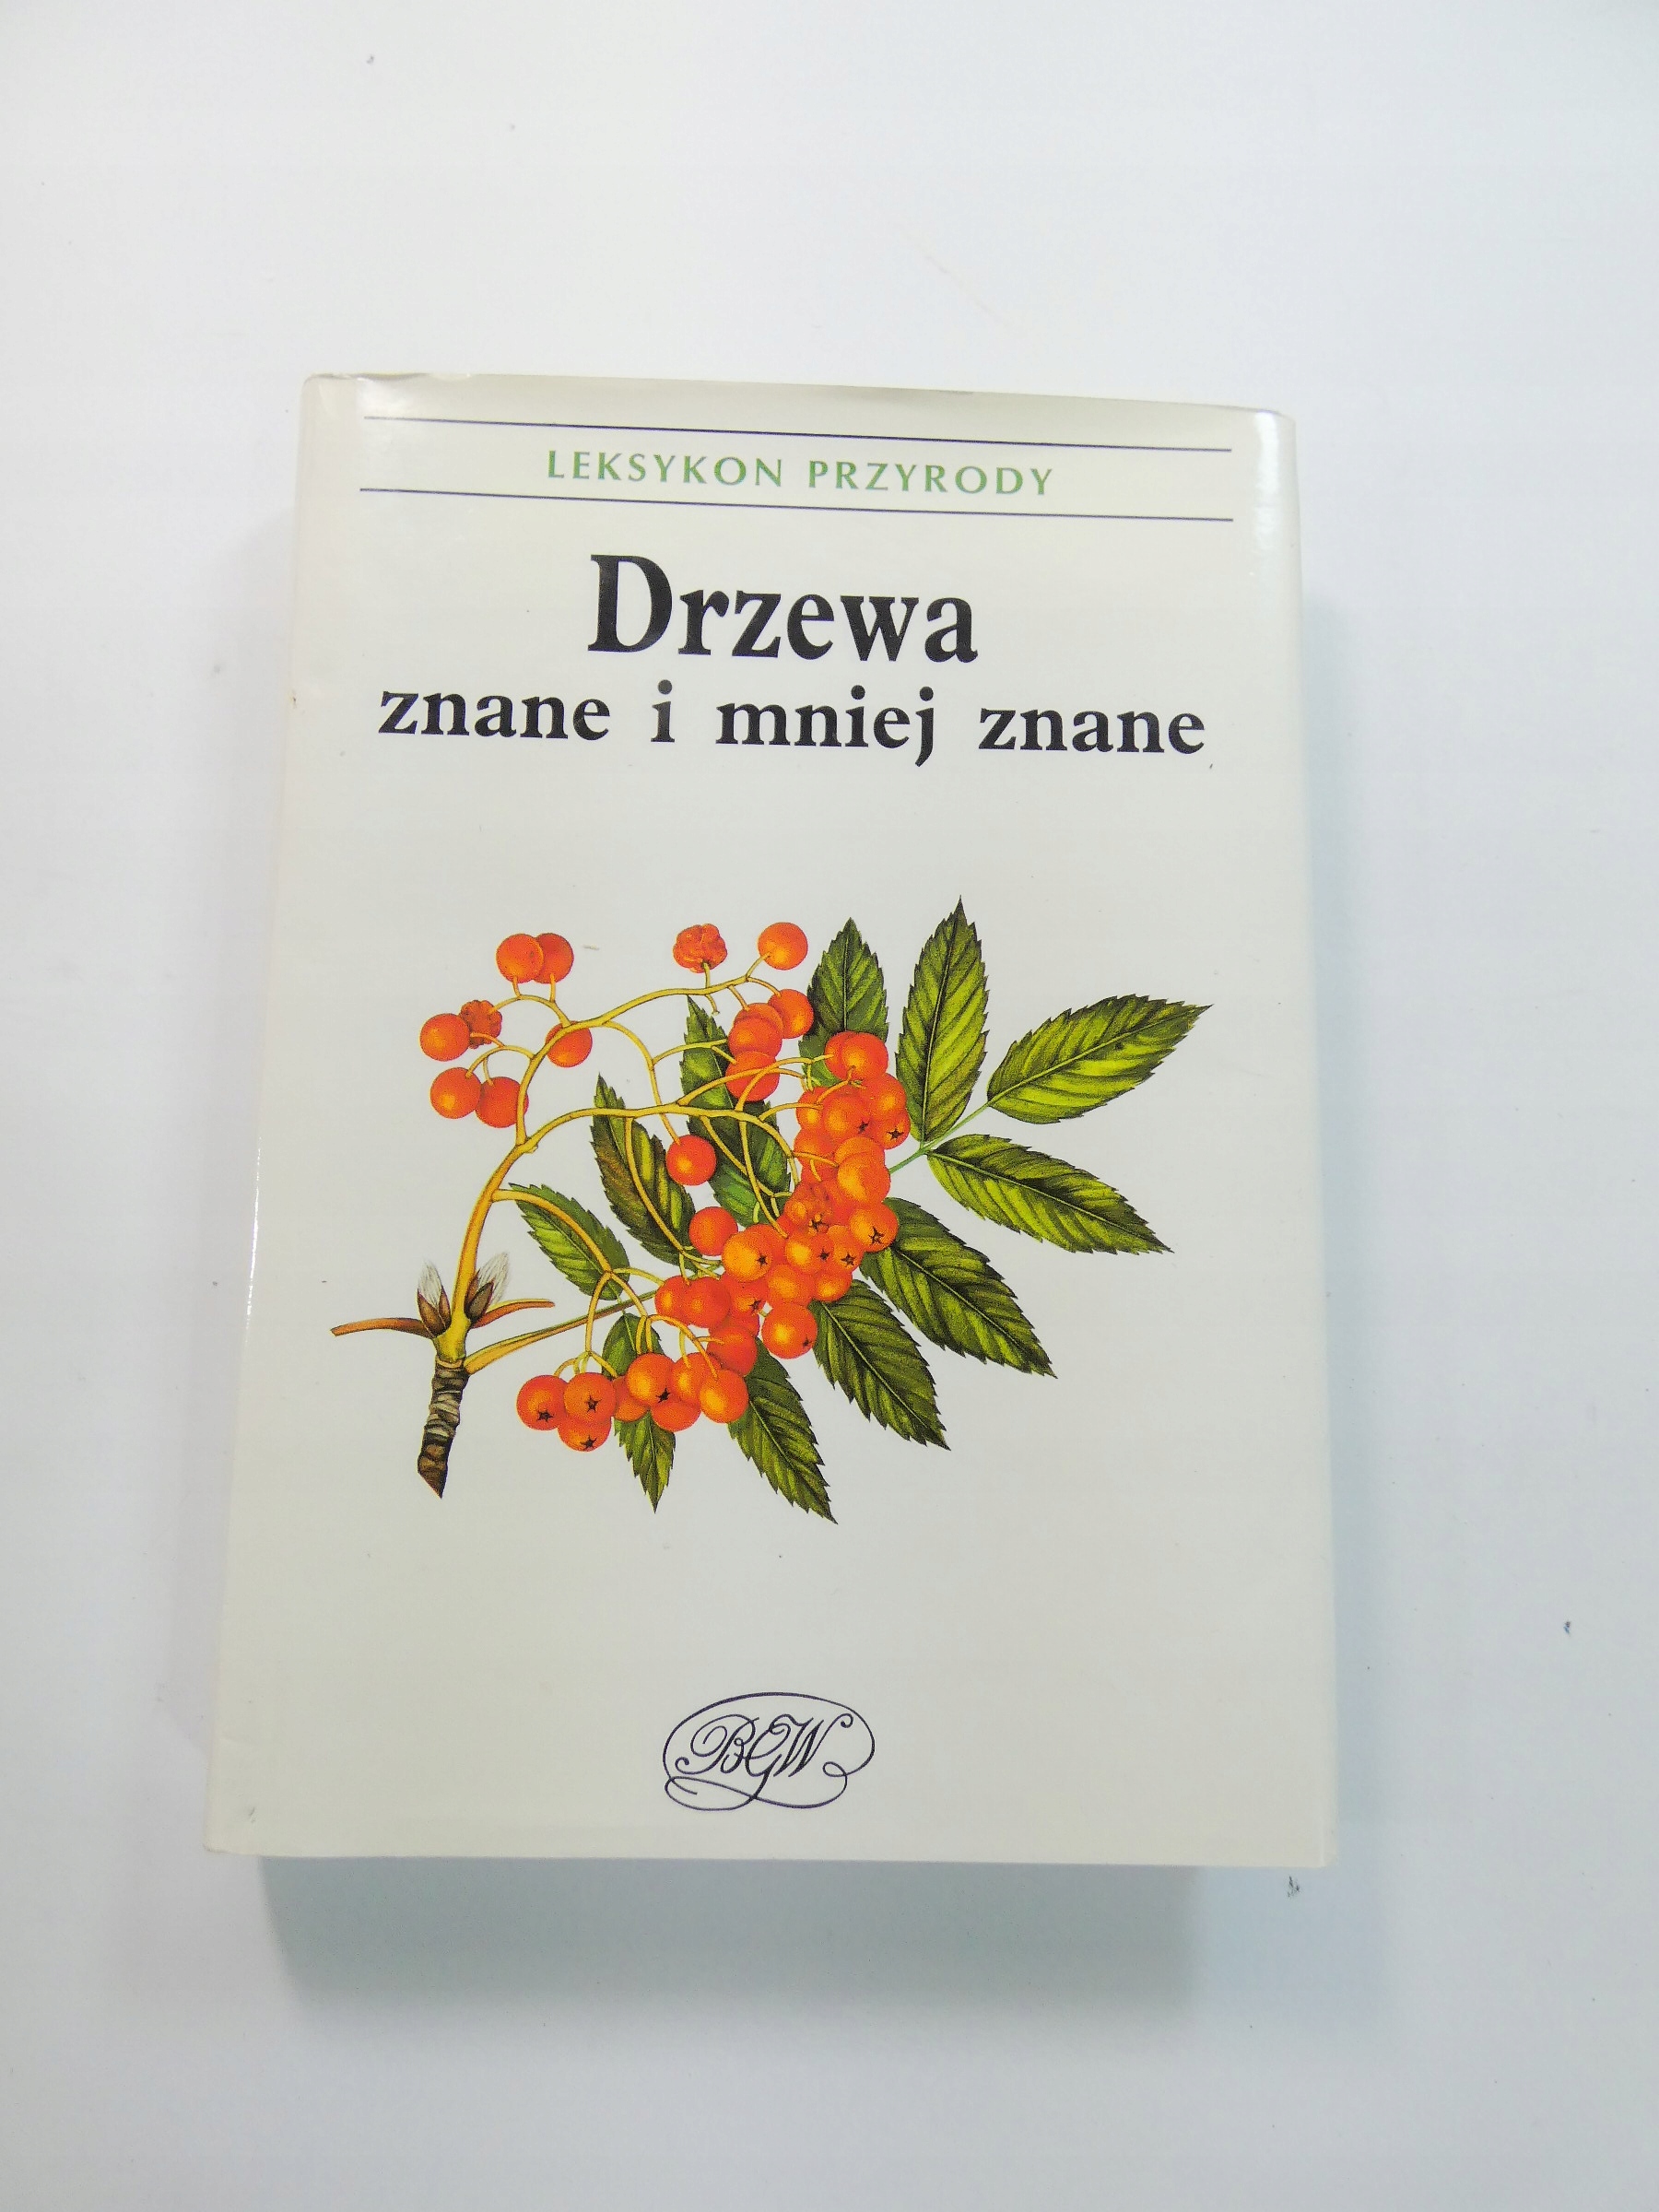 LEKSYKON PRZYRODY
Drzewa
znane i mniej znane
BGW